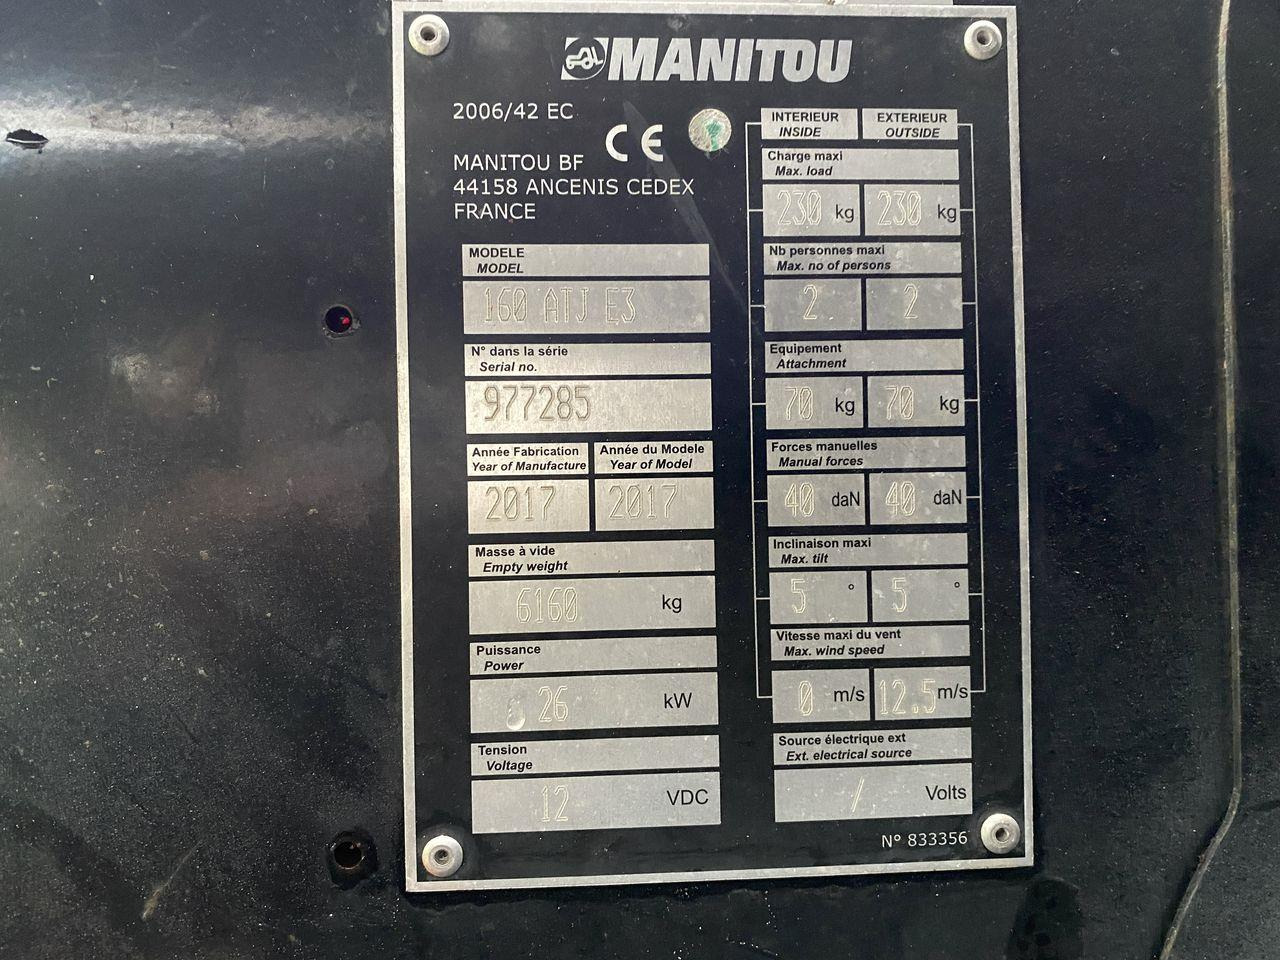 MANITOU
2006/42 EC
CE
MANITOU BF
44158 ANCENIS CEDEX
FRANCE
MODELE
MODEL
160 ATJ E3
N° dans la série
Serial no.
977285
Année Fabrication
Year of Manufacture
2017
Année du Modele
Year of Model
2017
Masse à vide
Empty weight
6160 kg
Puissance
Power
26 kW
Tension
Voltage
12 VDC
INTERIEUR EXTERIEUR
INSIDE OUTSIDE
Charge maxi
Max. load
230 kg 230 kg
Nb personnes maxi
Max. no of persons
2 2
Equipement
Attachment
70 kg 70 kg
Forces manuelles
Manual forces
40 daN 40 daN
Inclinaison maxi
Max. tilt
5 ° 5 °
Vitesse maxi du vent
Max. wind speed
0 m/s 12.5 m/s
Source électrique ext
Ext. electrical source
/ Volts
N° 833356